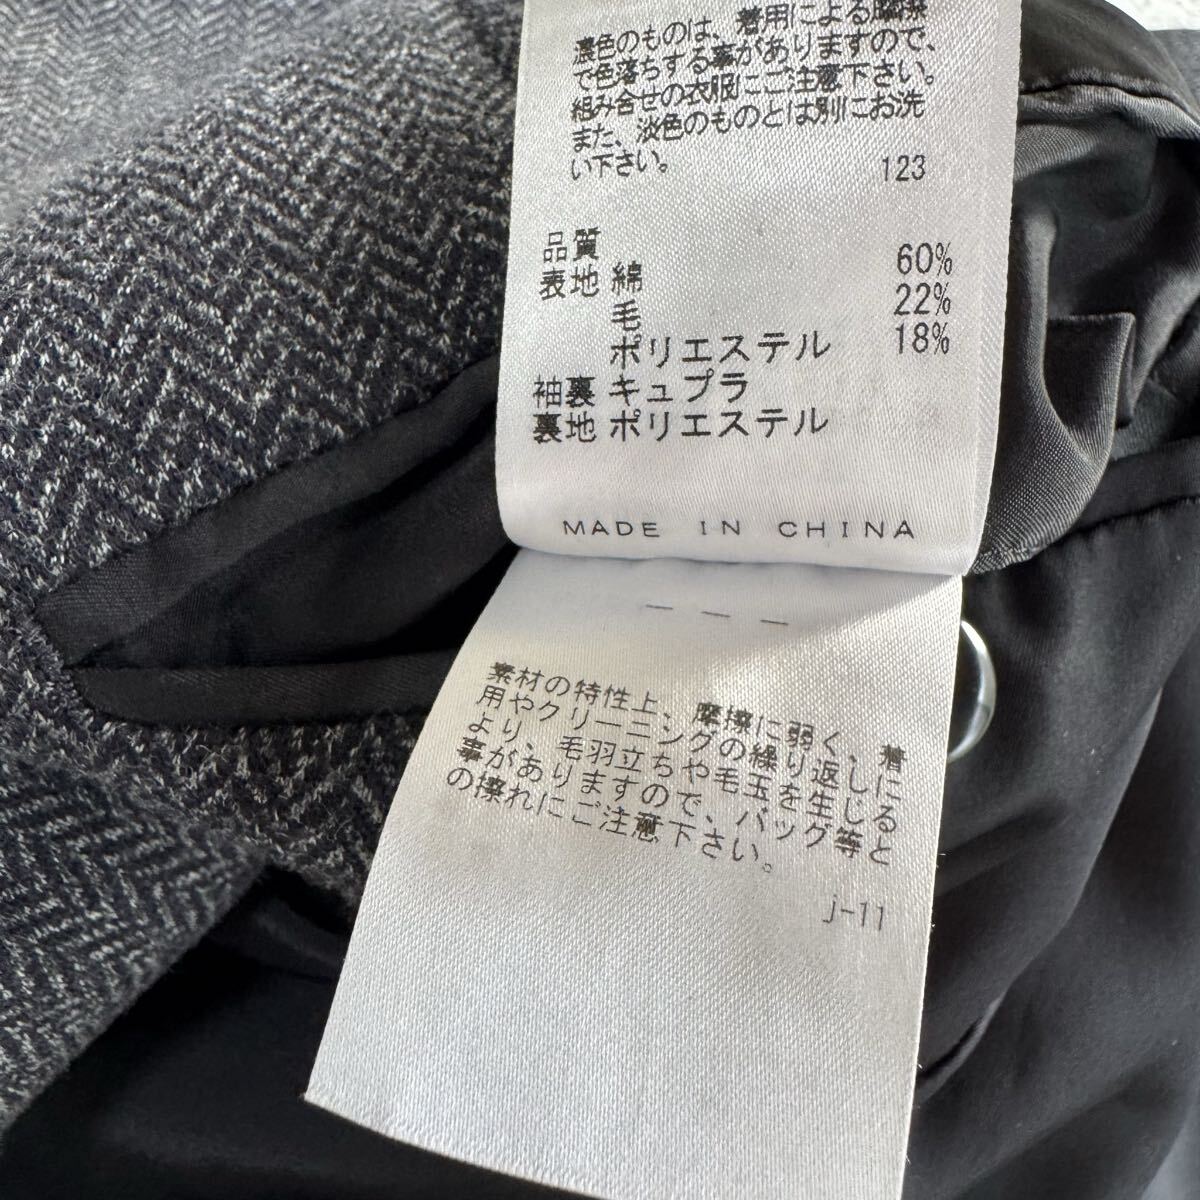 濃色のものは、着用による摩擦
で色落ちする事がありますので、
組み合せの衣服にご注意下さい。
また、淡色のものとは別にお洗
い下さい。
123
品質
表地 綿 60%
毛 22%
ポリエステル 18%
袖裏 キュプラ
裏地 ポリエステル
MADE IN CHINA
— — —
素材の特性上、摩擦に弱く、着
用やクリーニングの繰り返しに
より、毛羽立ちや毛玉を生じる
事がありますので、バッグ等と
の擦れにご注意下さい。
j-11